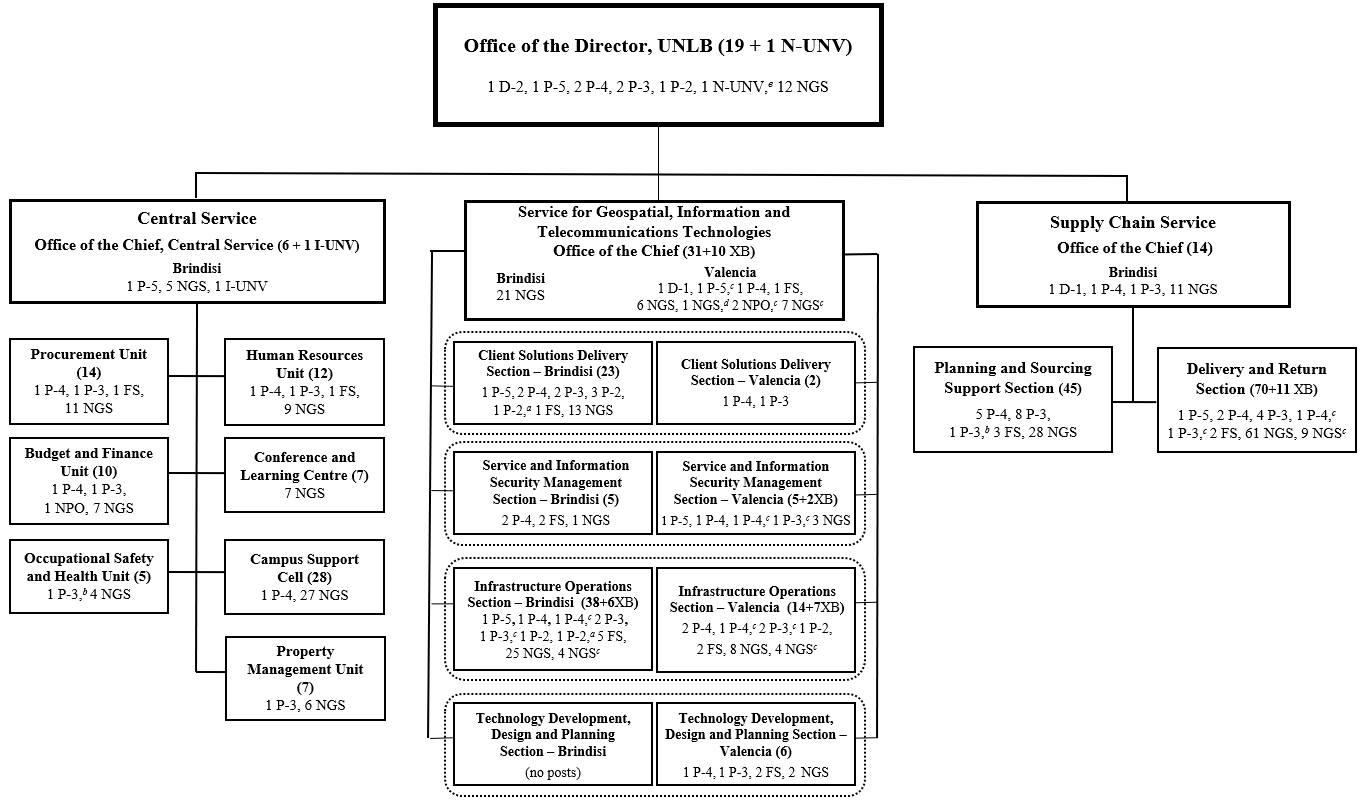 Office of the Director, UNLB (19 + 1 N-UNV)
1 D-2, 1 P-5, 2 P-4, 2 P-3, 1 P-2, 1 N-UNV,ᵉ 12 NGS
Central Service
Office of the Chief, Central Service (6 + 1 I-UNV)
Brindisi
1 P-5, 5 NGS, 1 I-UNV
Procurement Unit
(14)
1 P-4, 1 P-3, 1 FS,
11 NGS
Human Resources
Unit (12)
1 P-4, 1 P-3, 1 FS,
9 NGS
Budget and Finance
Unit (10)
1 P-4, 1 P-3,
1 NPO, 7 NGS
Conference and
Learning Centre (7)
7 NGS
Occupational Safety
and Health Unit (5)
1 P-3,ᵇ 4 NGS
Campus Support
Cell (28)
1 P-4, 27 NGS
Property
Management Unit
(7)
1 P-3, 6 NGS
Service for Geospatial, Information and
Telecommunications Technologies
Office of the Chief (31+10 XB)
Brindisi
21 NGS
Valencia
1 D-1, 1 P-5,ᶜ 1 P-4, 1 FS,
6 NGS, 1 NGS,ᵈ 2 NPO,ᶜ 7 NGSᶜ
Client Solutions Delivery
Section – Brindisi (23)
1 P-5, 2 P-4, 2 P-3, 3 P-2,
1 P-2,ᵃ 1 FS, 13 NGS
Client Solutions Delivery
Section – Valencia (2)
1 P-4, 1 P-3
Service and Information
Security Management
Section – Brindisi (5)
2 P-4, 2 FS, 1 NGS
Service and Information
Security Management
Section – Valencia (5+2XB)
1 P-5, 1 P-4, 1 P-4,ᶜ 1 P-3,ᶜ 3 NGS
Infrastructure Operations
Section – Brindisi (38+6XB)
1 P-5, 1 P-4, 1 P-4,ᶜ 2 P-3,
1 P-3,ᶜ 1 P-2, 1 P-2,ᵃ 5 FS,
25 NGS, 4 NGSᶜ
Infrastructure Operations
Section – Valencia (14+7XB)
2 P-4, 1 P-4,ᶜ 2 P-3,ᶜ 1 P-2,
2 FS, 8 NGS, 4 NGSᶜ
Technology Development,
Design and Planning
Section – Brindisi
(no posts)
Technology Development,
Design and Planning Section –
Valencia (6)
1 P-4, 1 P-3, 2 FS, 2 NGS
Supply Chain Service
Office of the Chief (14)
Brindisi
1 D-1, 1 P-4, 1 P-3, 11 NGS
Planning and Sourcing
Support Section (45)
5 P-4, 8 P-3,
1 P-3,ᵇ 3 FS, 28 NGS
Delivery and Return
Section (70+11 XB)
1 P-5, 2 P-4, 4 P-3, 1 P-4,ᶜ
1 P-3,ᶜ 2 FS, 61 NGS, 9 NGSᶜ